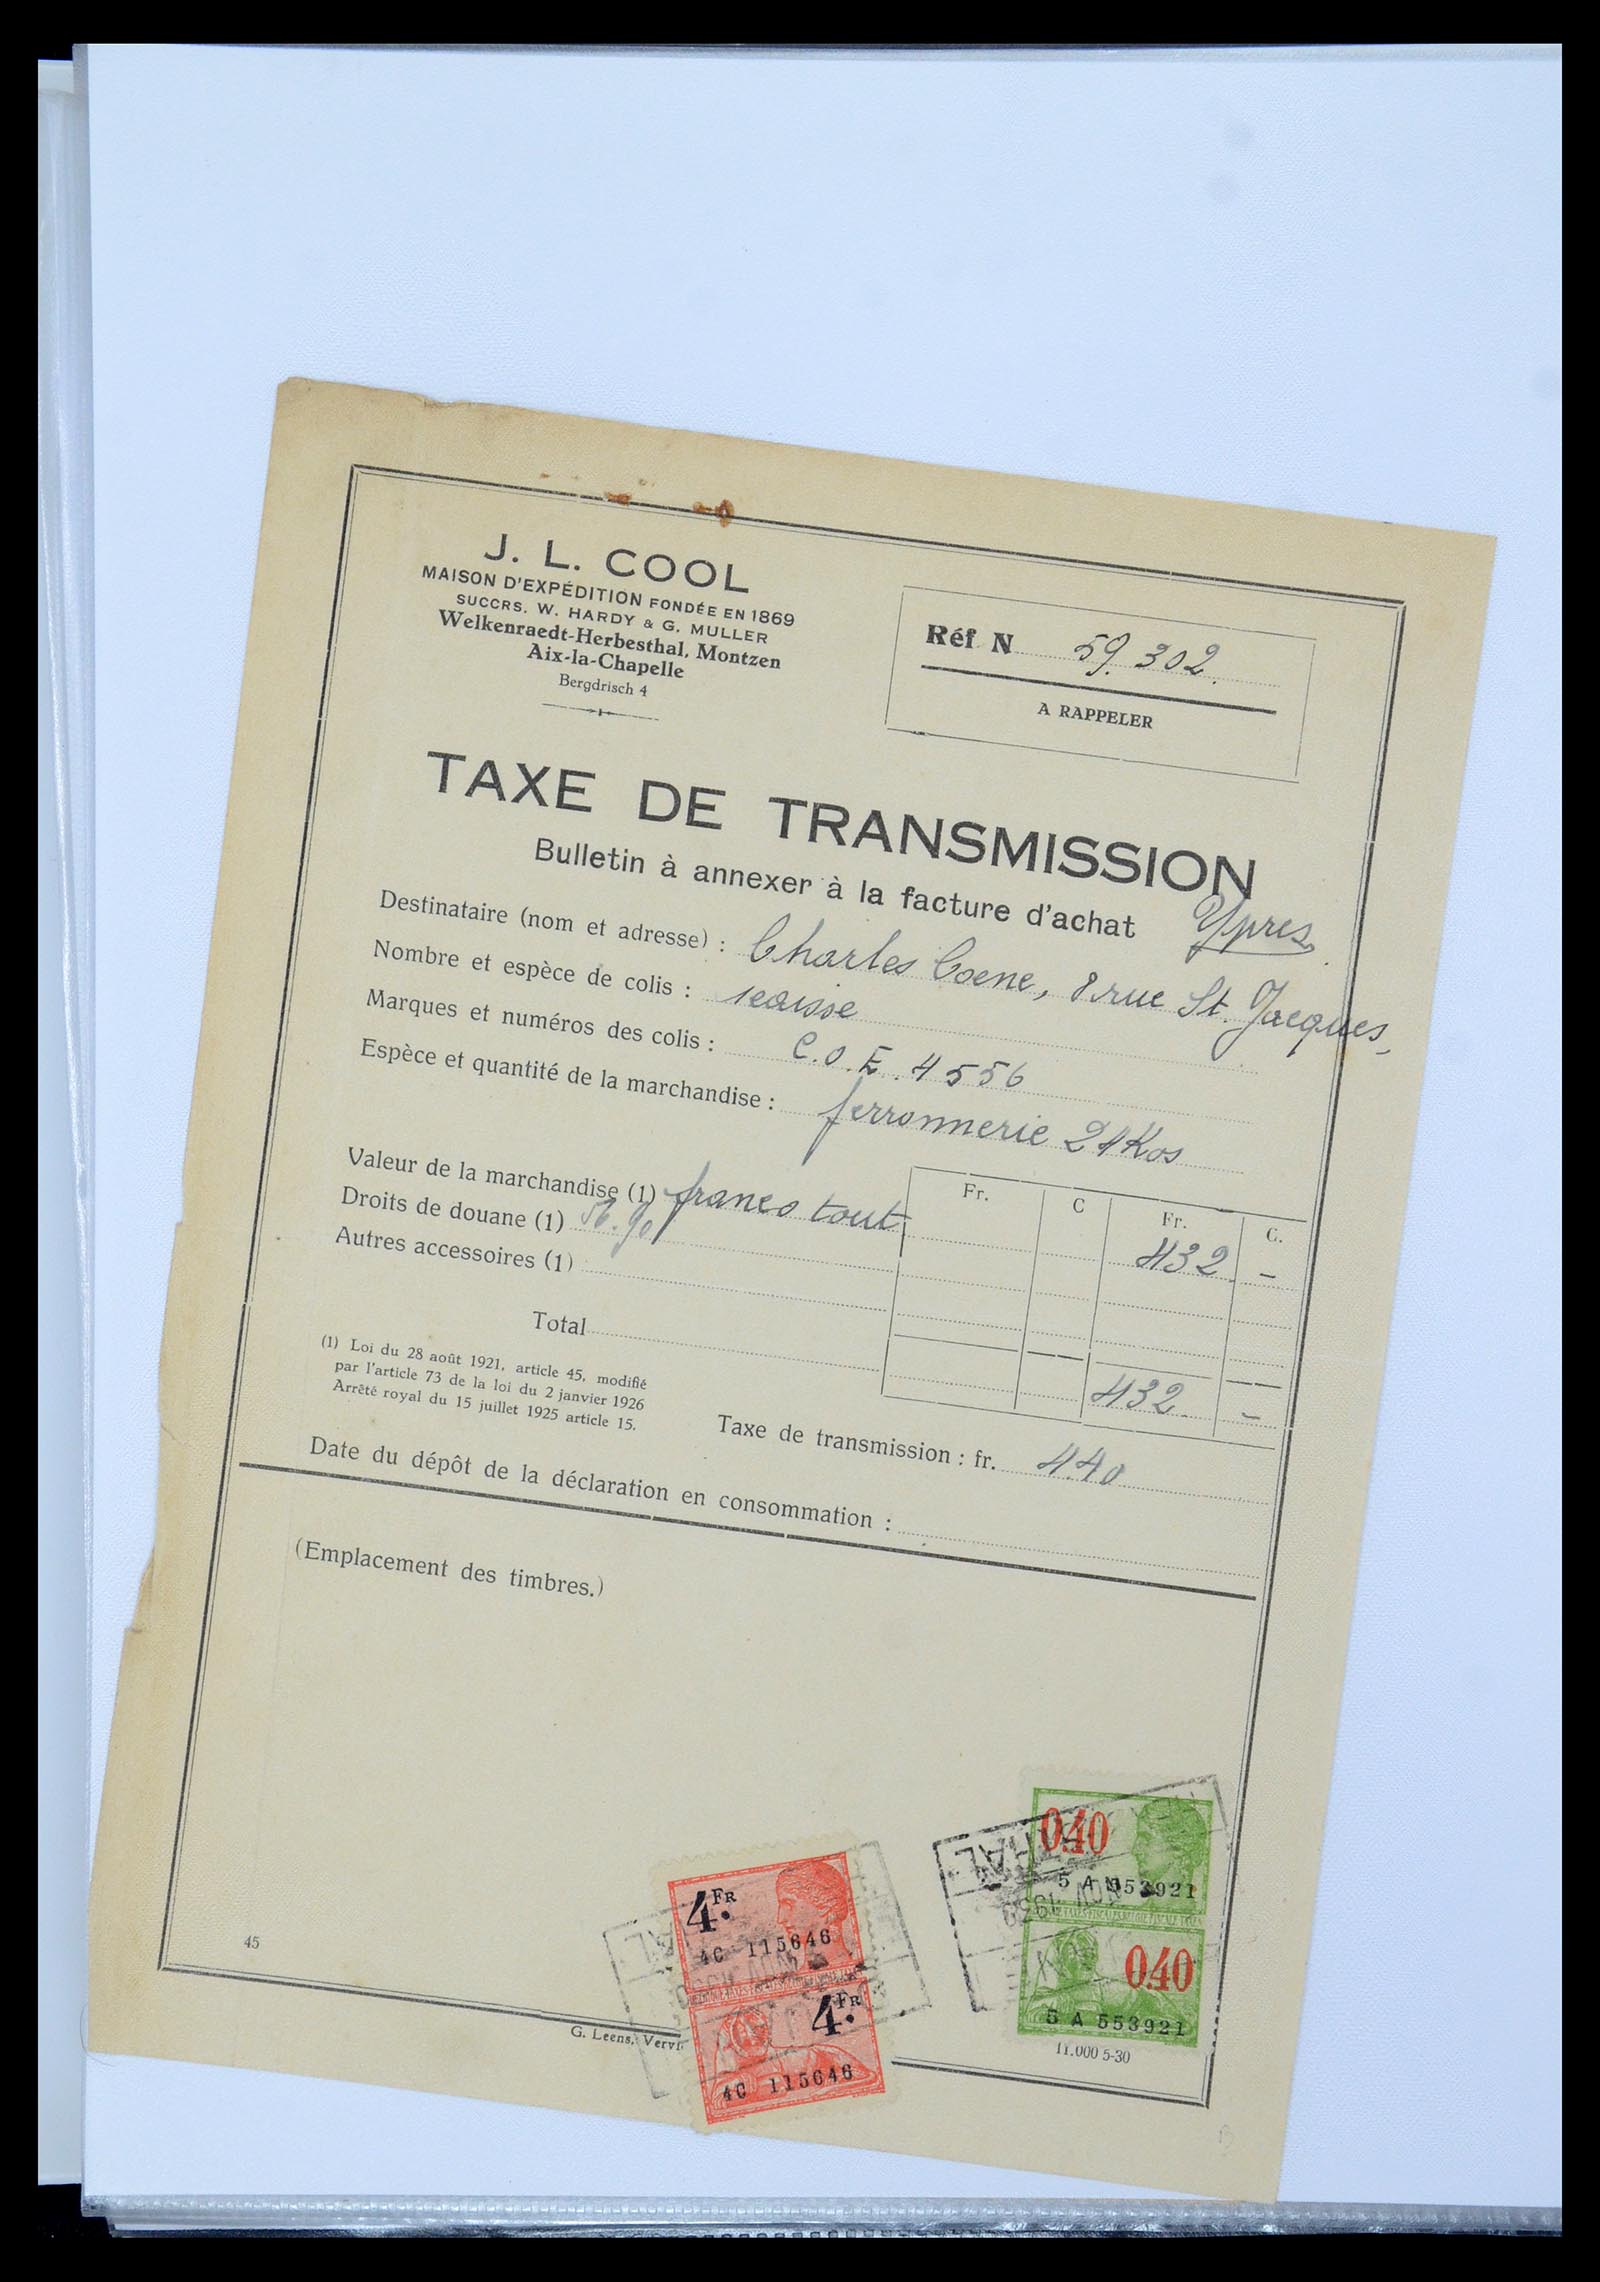 J. L. COOL
MAISON D'EXPÉDITION FONDÉE EN 1869
SUCCRS. W. HARDY & G. MULLER
Welkenraedt-Herbesthal, Montzen
Aix-la-Chapelle
Bergdrisch 4
Réf N 59.302.
A RAPPELER
TAXE DE TRANSMISSION
Bulletin à annexer à la facture d'achat
Ypres
Destinataire (nom et adresse) : Charles Coene, 8 rue St. Jacques,
Nombre et espèce de colis : 1 caisse
Marques et numéros des colis : C.O.E. 4556
Espèce et quantité de la marchandise : ferronnerie 24 Kos
Fr. C Fr. C.
Valeur de la marchandise (1) franco tout 432 –
Droits de douane (1) 56.90
Autres accessoires (1)
Total 432 –
(1) Loi du 28 août 1921, article 45, modifié
par l'article 73 de la loi du 2 janvier 1926
Arrêté royal du 15 juillet 1925 article 15.
Taxe de transmission : fr. 4.40
Date du dépôt de la déclaration en consommation :
(Emplacement des timbres.)
0.40
5 A 553921
0.40
5 A 553921
4 FR
4C 115646
4 FR
4C 115646
45
G. Leens, Vervi
11.000 5-30